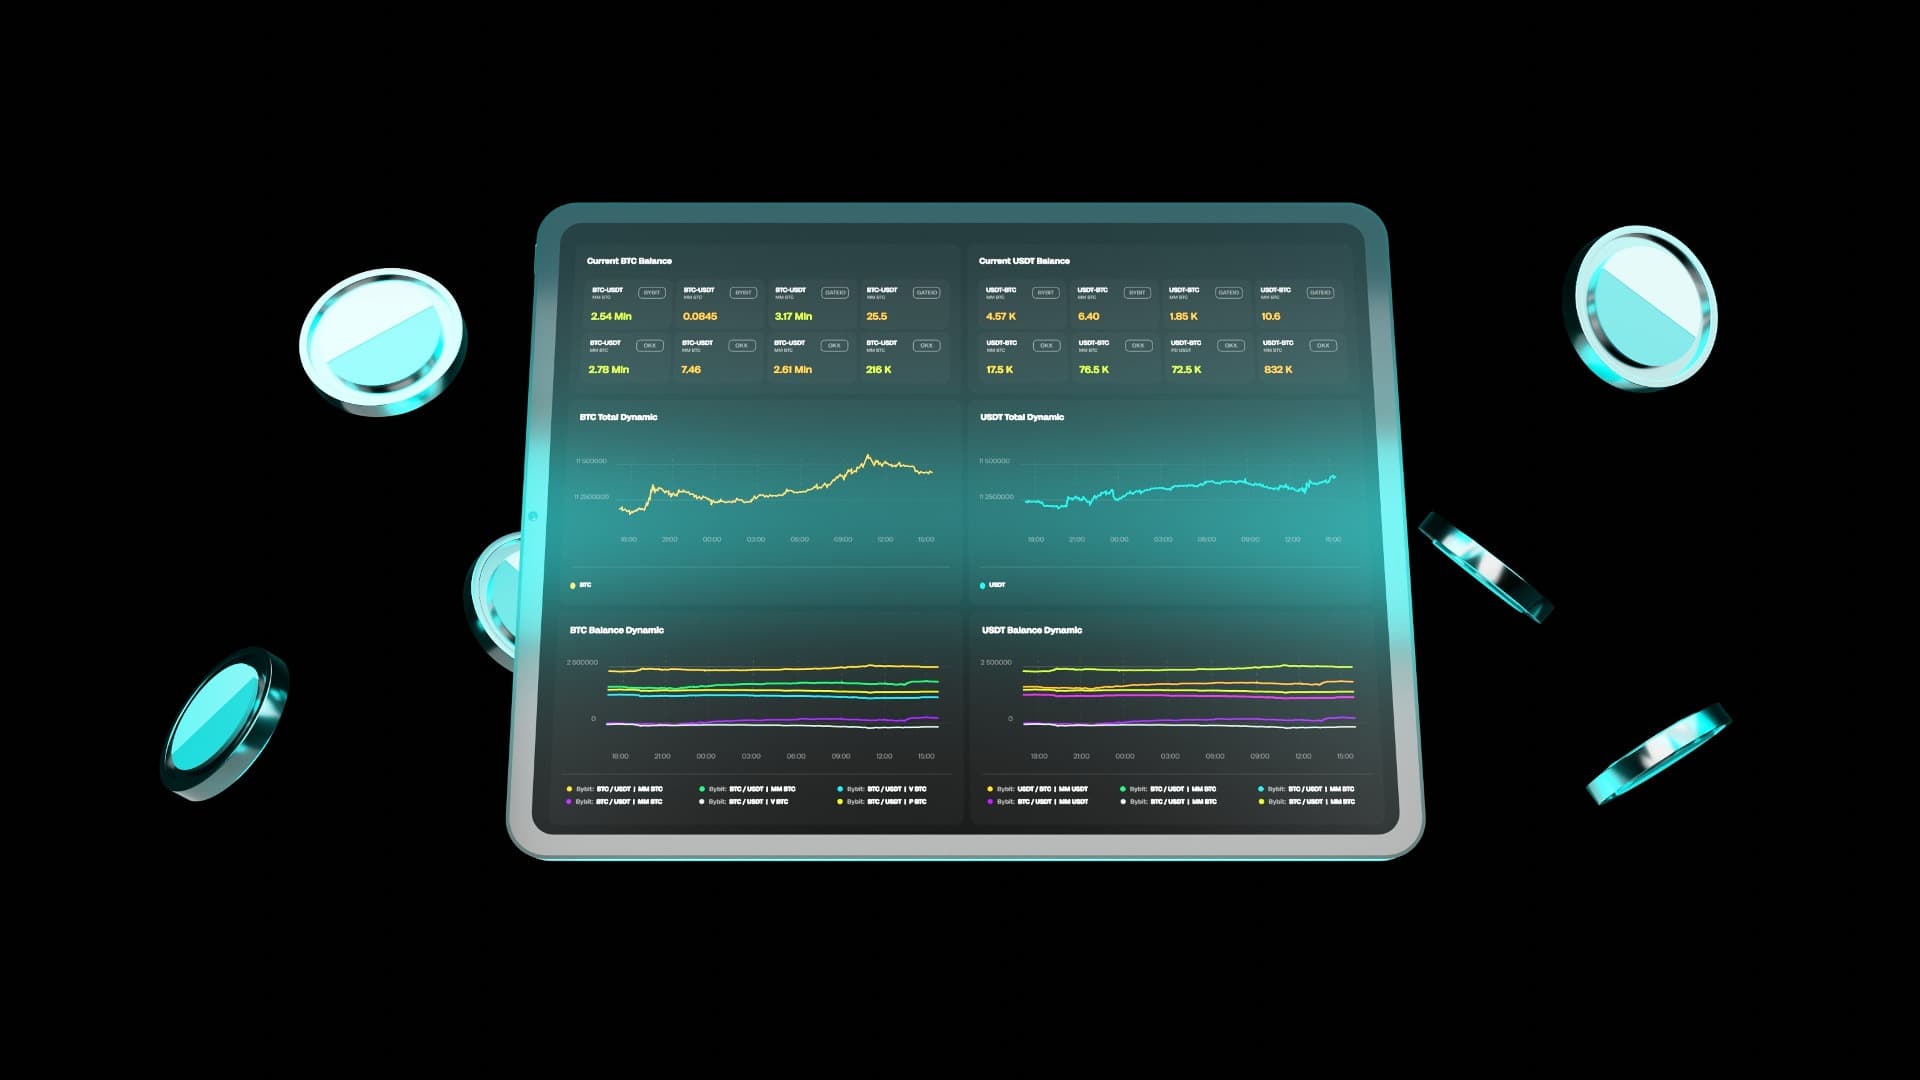 Current BTC Balance
BTC-USDT BYBIT
MM BTC
2.54 Mln
BTC-USDT BYBIT
MM BTC
0.0845
BTC-USDT GATEIO
MM BTC
3.17 Mln
BTC-USDT GATEIO
MM BTC
25.5
BTC-USDT OKX
MM BTC
2.78 Mln
BTC-USDT OKX
MM BTC
7.46
BTC-USDT OKX
MM BTC
2.61 Mln
BTC-USDT OKX
MM BTC
216 K
Current USDT Balance
USDT-BTC BYBIT
MM BTC
4.57 K
USDT-BTC BYBIT
MM BTC
6.40
USDT-BTC GATEIO
MM BTC
1.85 K
USDT-BTC GATEIO
MM BTC
10.6
USDT-BTC OKX
MM BTC
17.5 K
USDT-BTC OKX
MM BTC
76.5 K
USDT-BTC OKX
PD USDT
72.5 K
USDT-BTC OKX
MM BTC
832 K
BTC Total Dynamic
11 500000
11 2500000
18:00 21:00 00:00 03:00 06:00 09:00 12:00 15:00
BTC
USDT Total Dynamic
11 500000
11 2500000
18:00 21:00 00:00 03:00 06:00 09:00 12:00 15:00
USDT
BTC Balance Dynamic
2 500000
0
18:00 21:00 00:00 03:00 06:00 09:00 12:00 15:00
Bybit: BTC / USDT | MM BTC Bybit: BTC / USDT | MM BTC Bybit: BTC / USDT | V BTC
Bybit: BTC / USDT | MM BTC Bybit: BTC / USDT | V BTC Bybit: BTC / USDT | P BTC
USDT Balance Dynamic
2 500000
0
18:00 21:00 00:00 03:00 06:00 09:00 12:00 15:00
Bybit: USDT / BTC | MM USDT Bybit: BTC / USDT | MM BTC Bybit: BTC / USDT | MM BTC
Bybit: BTC / USDT | MM USDT Bybit: BTC / USDT | MM BTC Bybit: BTC / USDT | MM BTC